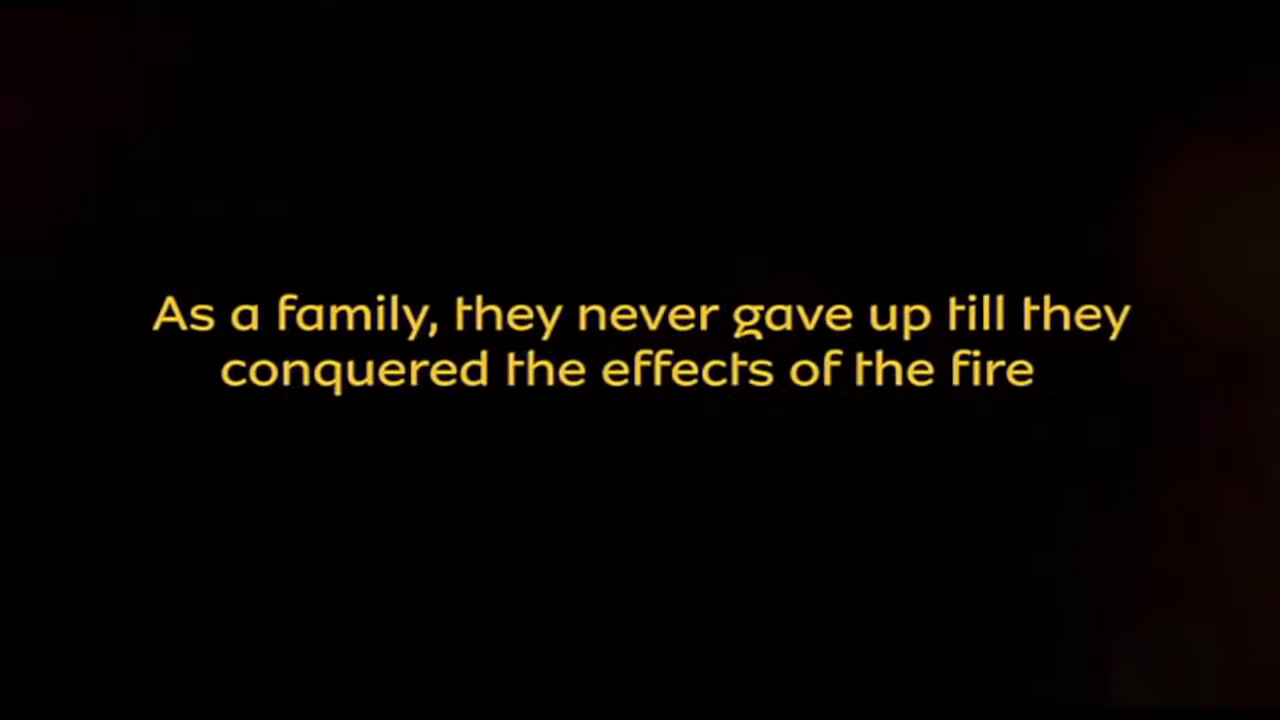 As a family, they never gave up till they
conquered the effects of the fire